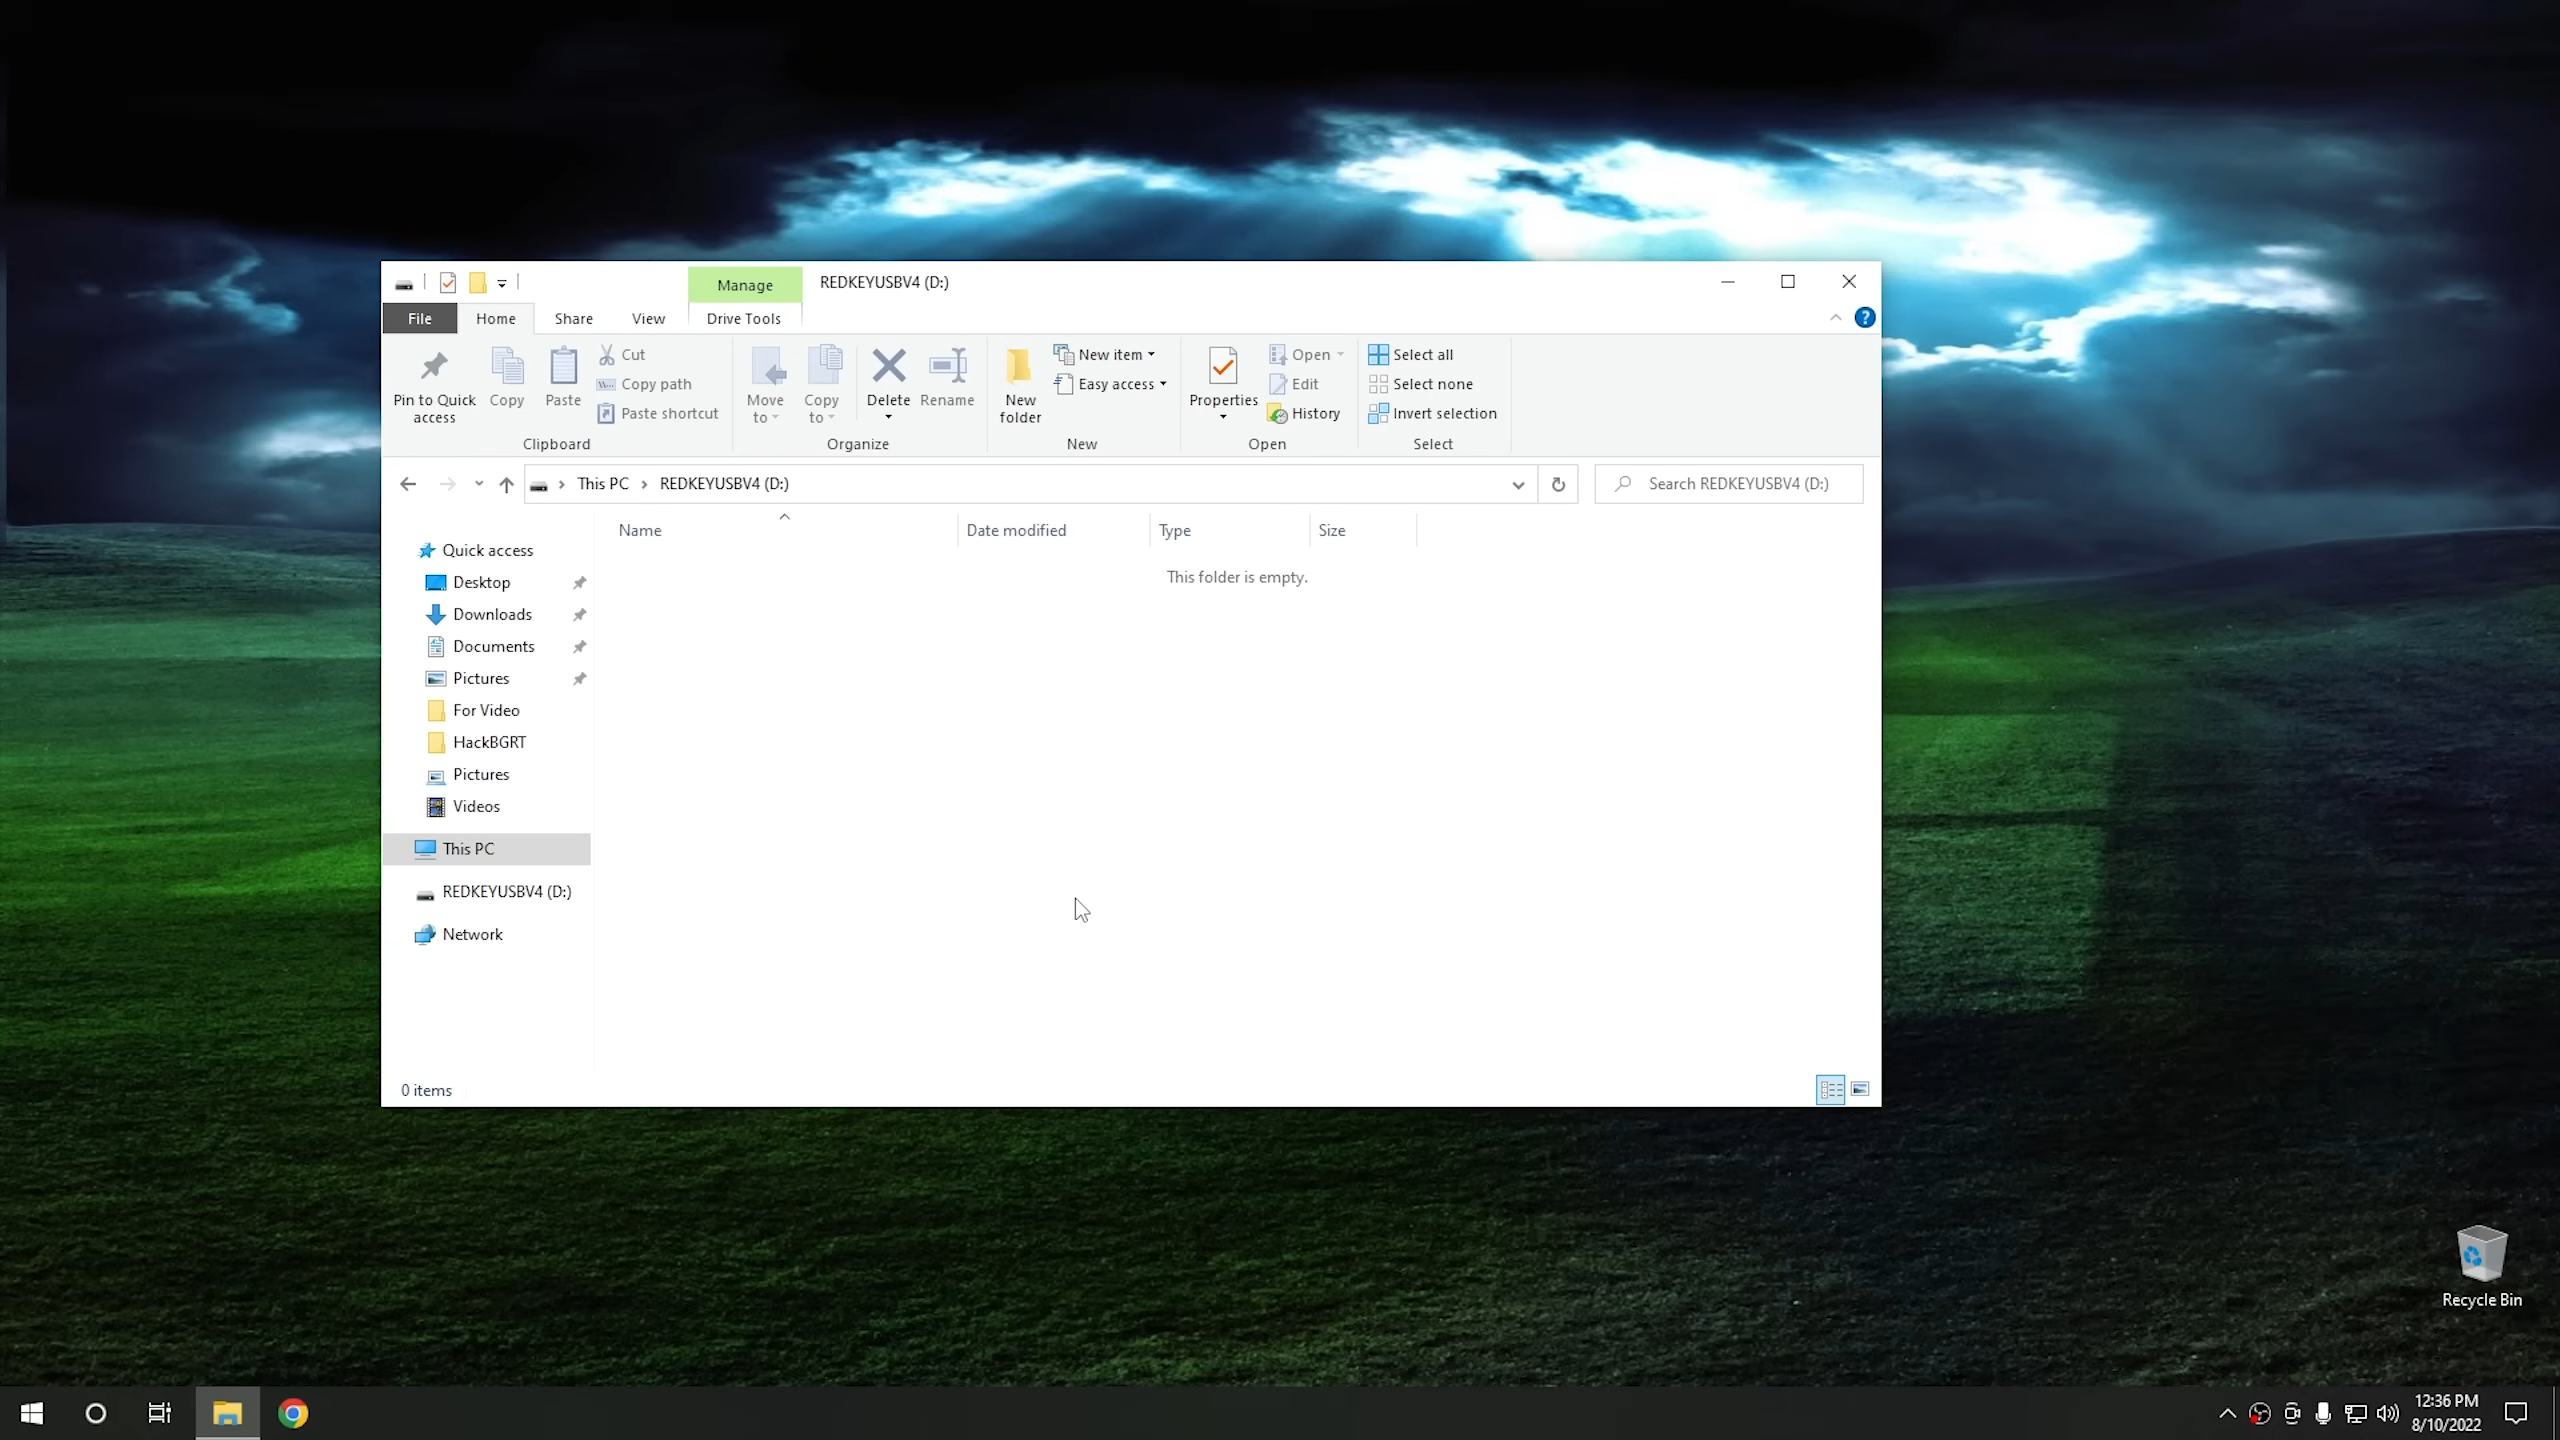 Manage
REDKEYUSBV4 (D:)
File
Home
Share
View
Drive Tools
Pin to Quick
access
Copy
Paste
Cut
Copy path
Paste shortcut
Clipboard
Move
to
Copy
to
Delete
Rename
Organize
New
folder
New item
Easy access
New
Properties
Open
Edit
History
Open
Select all
Select none
Invert selection
Select
This PC
REDKEYUSBV4 (D:)
Search REDKEYUSBV4 (D:)
Name
Date modified
Type
Size
This folder is empty.
Quick access
Desktop
Downloads
Documents
Pictures
For Video
HackBGRT
Pictures
Videos
This PC
REDKEYUSBV4 (D:)
Network
0 items
Recycle Bin
12:36 PM
8/10/2022